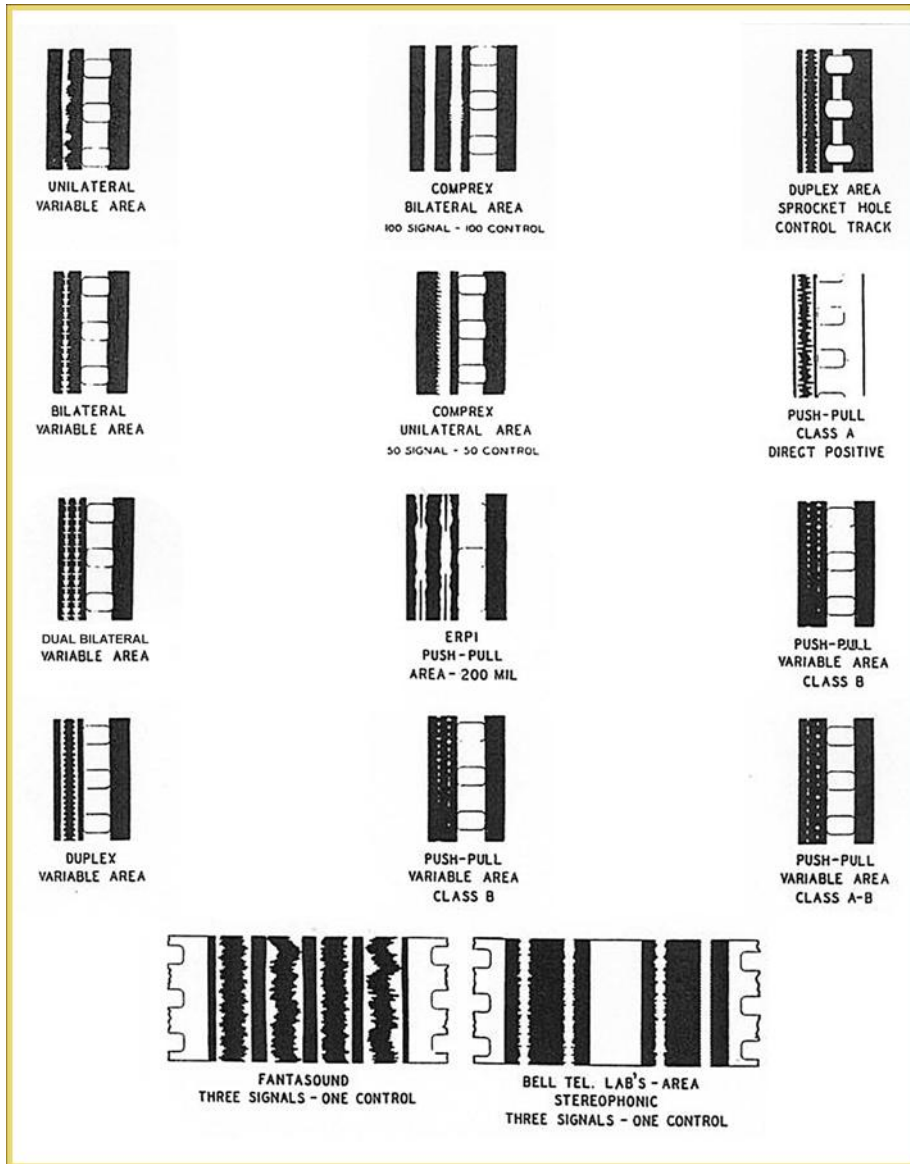 UNILATERAL
VARIABLE AREA
COMPREX
BILATERAL AREA
100 SIGNAL - 100 CONTROL
DUPLEX AREA
SPROCKET HOLE
CONTROL TRACK
BILATERAL
VARIABLE AREA
COMPREX
UNILATERAL AREA
50 SIGNAL - 50 CONTROL
PUSH-PULL
CLASS A
DIRECT POSITIVE
DUAL BILATERAL
VARIABLE AREA
ERPI
PUSH-PULL
AREA - 200 MIL
PUSH-PULL
VARIABLE AREA
CLASS B
DUPLEX
VARIABLE AREA
PUSH-PULL
VARIABLE AREA
CLASS B
PUSH-PULL
VARIABLE AREA
CLASS A-B
FANTASOUND
THREE SIGNALS - ONE CONTROL
BELL TEL. LAB'S - AREA
STEREOPHONIC
THREE SIGNALS - ONE CONTROL